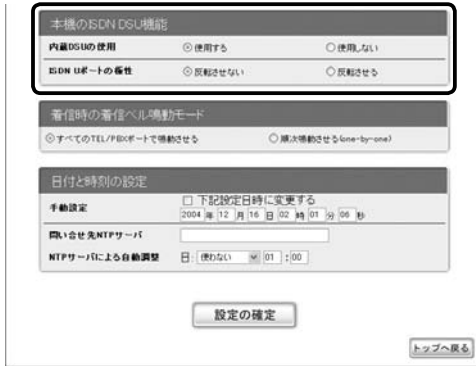 本機のISDN DSU機能
内蔵DSUの使用 ◉使用する ○使用しない
ISDN Uポートの極性 ◉反転させない ○反転させる
着信時の着信ベル鳴動モード
◉すべてのTEL/PBXポートで鳴動させる ○順次鳴動させる(one-by-one)
日付と時刻の設定
手動設定 □ 下記設定日時に変更する
2004 年 12 月 16 日 02 時 01 分 06 秒
問い合せ先NTPサーバ
NTPサーバによる自動調整 日: 使わない 01 : 00
設定の確定
トップへ戻る